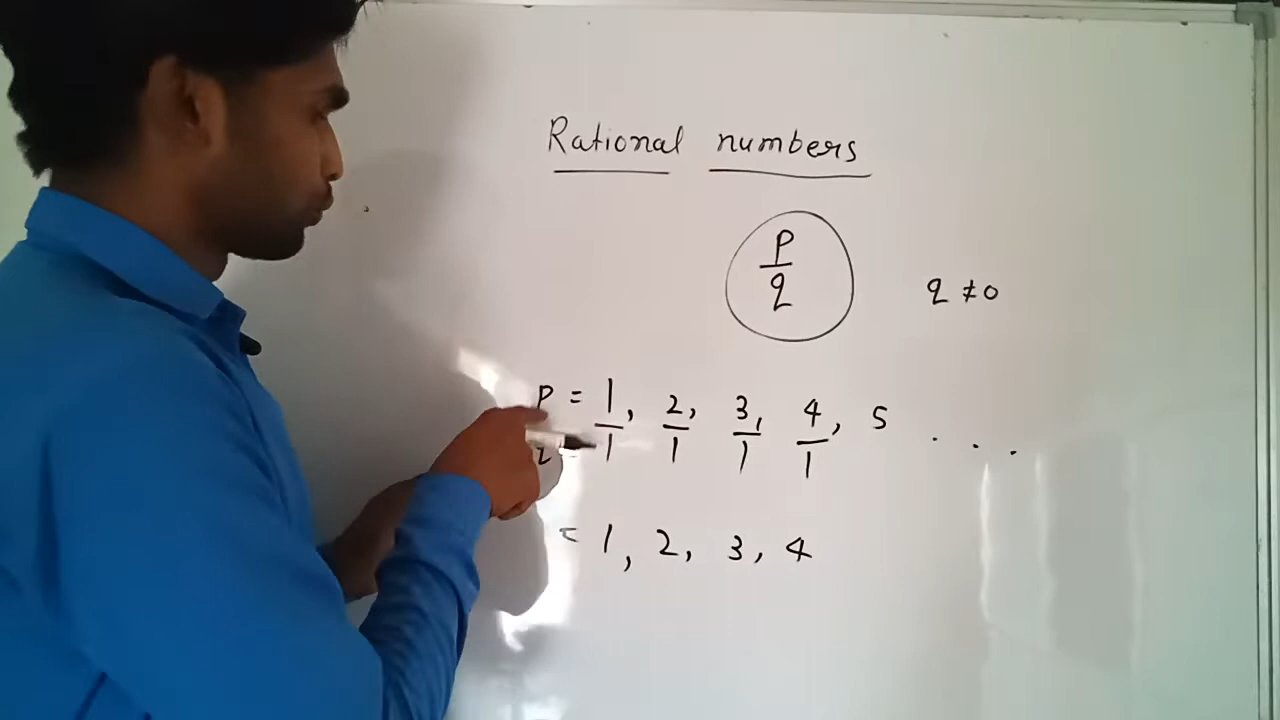 Rational numbers
p/q q ≠ 0
p/q = 1/1, 2/1, 3/1, 4/1, 5 . . .
= 1, 2, 3, 4